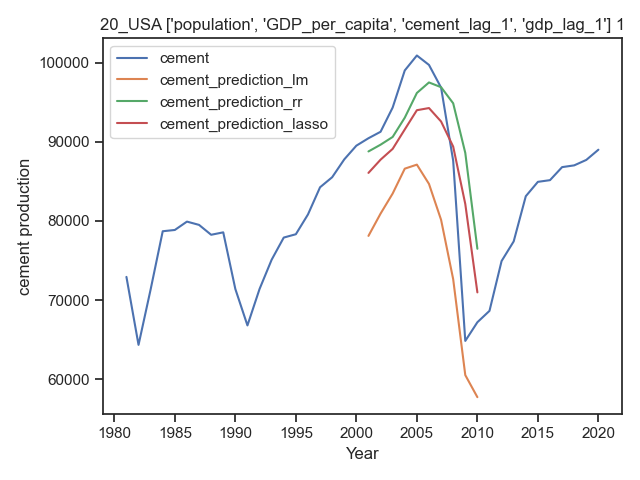 20_USA ['population', 'GDP_per_capita', 'cement_lag_1', 'gdp_lag_1'] 1
cement
cement_prediction_lm
cement_prediction_rr
cement_prediction_lasso
100000
90000
80000
70000
60000
cement production
1980 1985 1990 1995 2000 2005 2010 2015 2020
Year